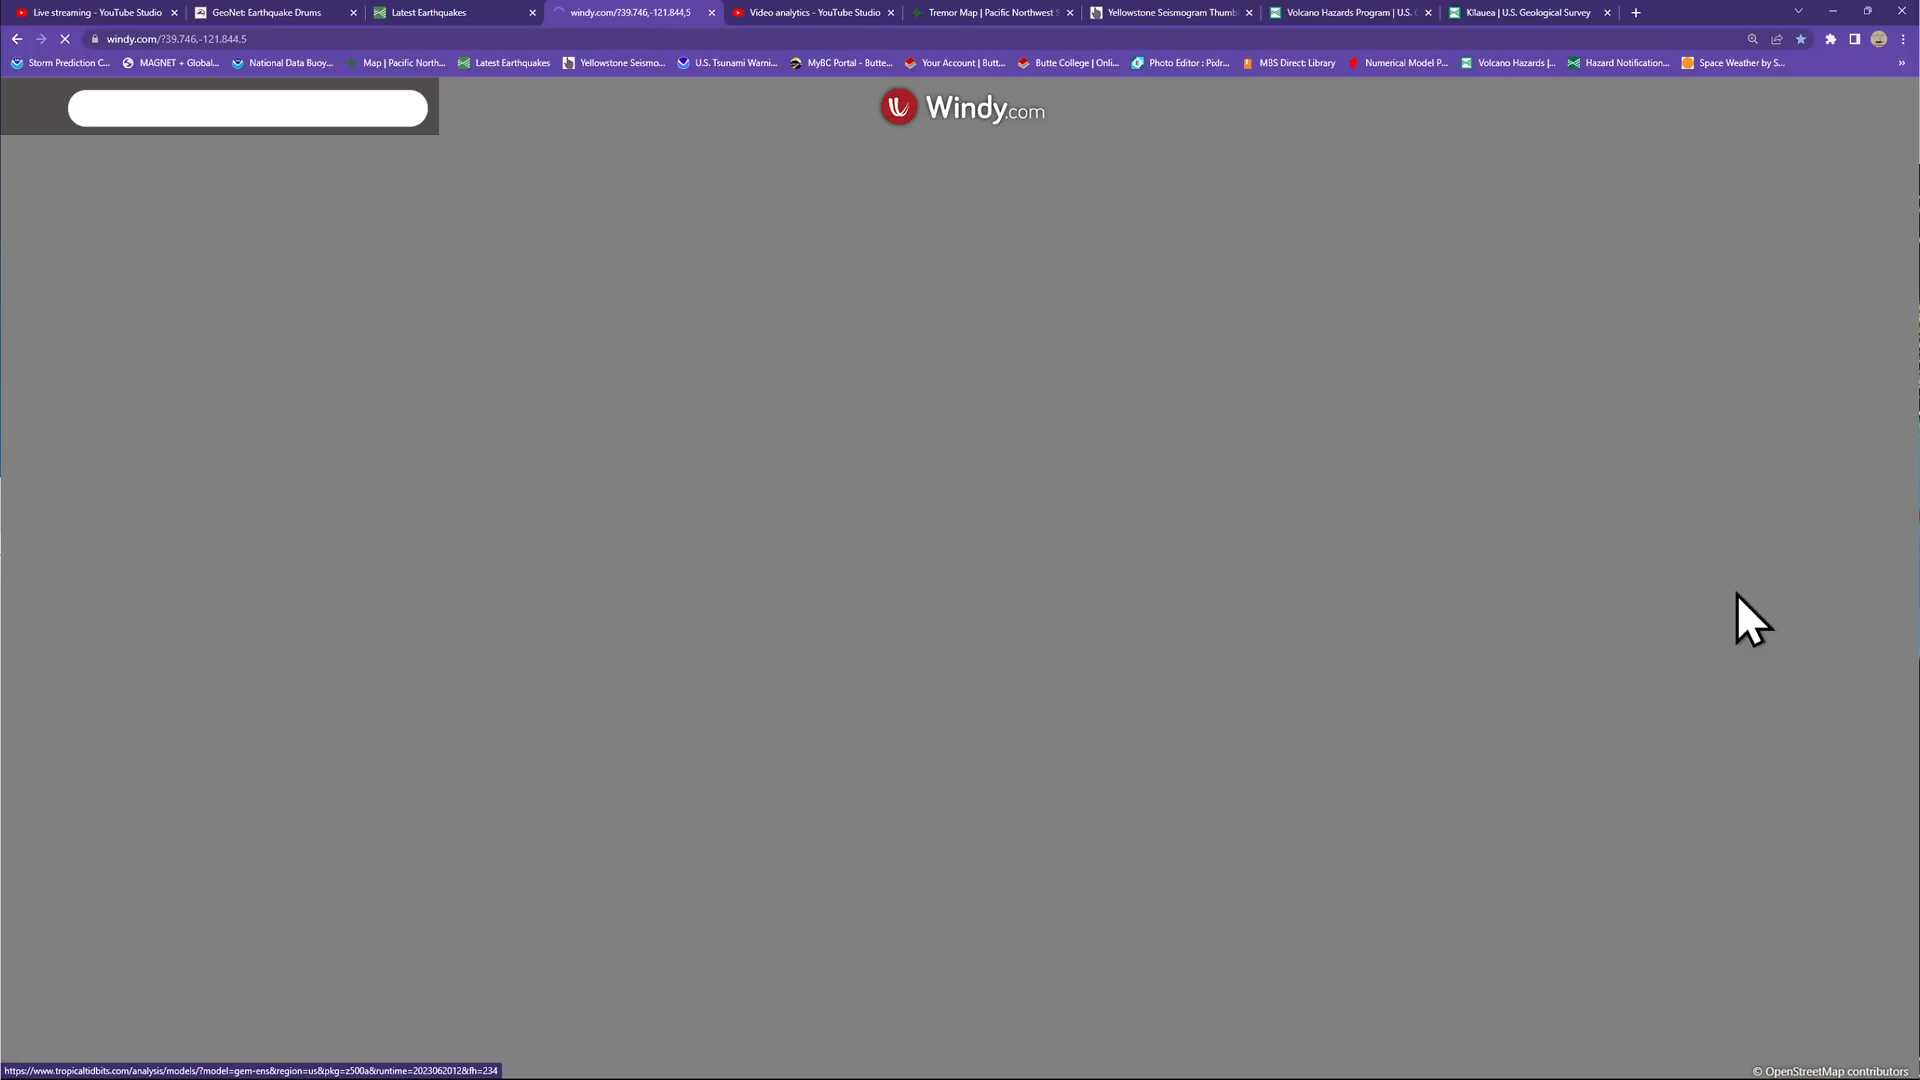 Live streaming - YouTube Studio
GeoNet: Earthquake Drums
Latest Earthquakes
windy.com/?39.746,-121.844,5
Video analytics - YouTube Studio
Tremor Map | Pacific Northwest S
Yellowstone Seismogram Thumb
Volcano Hazards Program | U.S. G
Kīlauea | U.S. Geological Survey
windy.com/?39.746,-121.844,5
Storm Prediction C...
MAGNET + Global...
National Data Buoy...
Map | Pacific North...
Latest Earthquakes
Yellowstone Seismo...
U.S. Tsunami Warni...
MyBC Portal - Butte...
Your Account | Butt...
Butte College | Onli...
Photo Editor : Pixlr...
MBS Direct: Library
Numerical Model P...
Volcano Hazards |...
Hazard Notification...
Space Weather by S...
Windy.com
https://www.tropicaltidbits.com/analysis/models/?model=gem-ens&region=us&pkg=z500a&runtime=2023062012&fh=234
© OpenStreetMap contributors